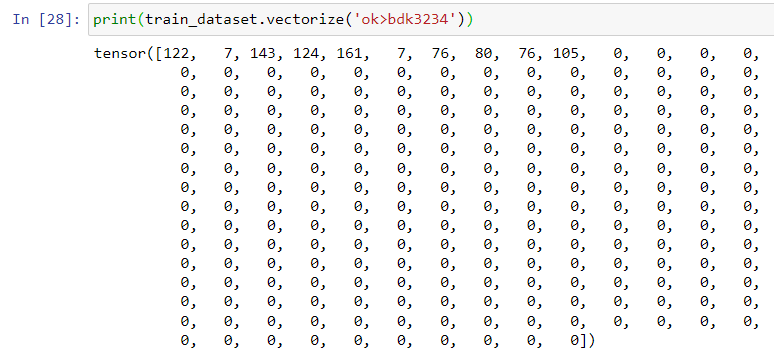 In [28]: print(train_dataset.vectorize('ok>bdk3234'))
tensor([122, 7, 143, 124, 161, 7, 76, 80, 76, 105, 0, 0, 0, 0,
0, 0, 0, 0, 0, 0, 0, 0, 0, 0, 0, 0, 0, 0,
0, 0, 0, 0, 0, 0, 0, 0, 0, 0, 0, 0, 0, 0,
0, 0, 0, 0, 0, 0, 0, 0, 0, 0, 0, 0, 0, 0,
0, 0, 0, 0, 0, 0, 0, 0, 0, 0, 0, 0, 0, 0,
0, 0, 0, 0, 0, 0, 0, 0, 0, 0, 0, 0, 0, 0,
0, 0, 0, 0, 0, 0, 0, 0, 0, 0, 0, 0, 0, 0,
0, 0, 0, 0, 0, 0, 0, 0, 0, 0, 0, 0, 0, 0,
0, 0, 0, 0, 0, 0, 0, 0, 0, 0, 0, 0, 0, 0,
0, 0, 0, 0, 0, 0, 0, 0, 0, 0, 0, 0, 0, 0,
0, 0, 0, 0, 0, 0, 0, 0, 0, 0, 0, 0, 0, 0,
0, 0, 0, 0, 0, 0, 0, 0, 0, 0, 0, 0, 0, 0,
0, 0, 0, 0, 0, 0, 0, 0, 0, 0, 0, 0, 0, 0,
0, 0, 0, 0, 0, 0, 0, 0, 0, 0, 0, 0, 0, 0,
0, 0, 0, 0, 0, 0, 0, 0, 0, 0, 0, 0, 0, 0,
0, 0, 0, 0, 0, 0, 0, 0, 0, 0])